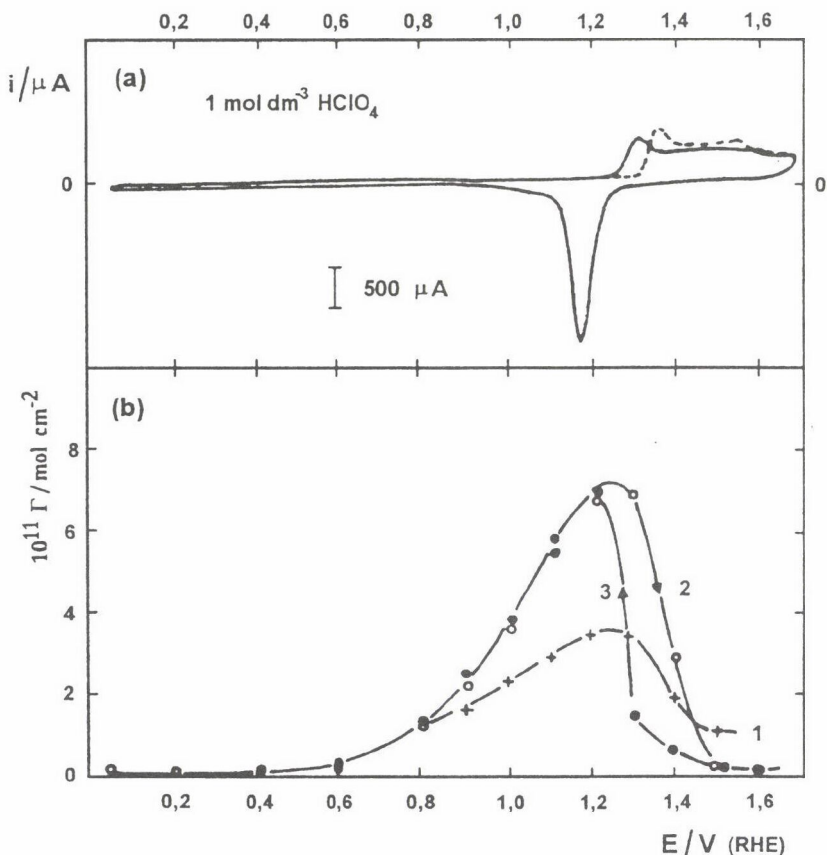 0,2 0,4 0,6 0,8 1,0 1,2 1,4 1,6
i/μA
(a)
1 mol dm⁻³ HClO₄
0 0
500 μA
(b)
8
10¹¹ Γ/mol cm⁻²
6
3 2
4
2
1
0
0,2 0,4 0,6 0,8 1,0 1,2 1,4 1,6
E/V (RHE)